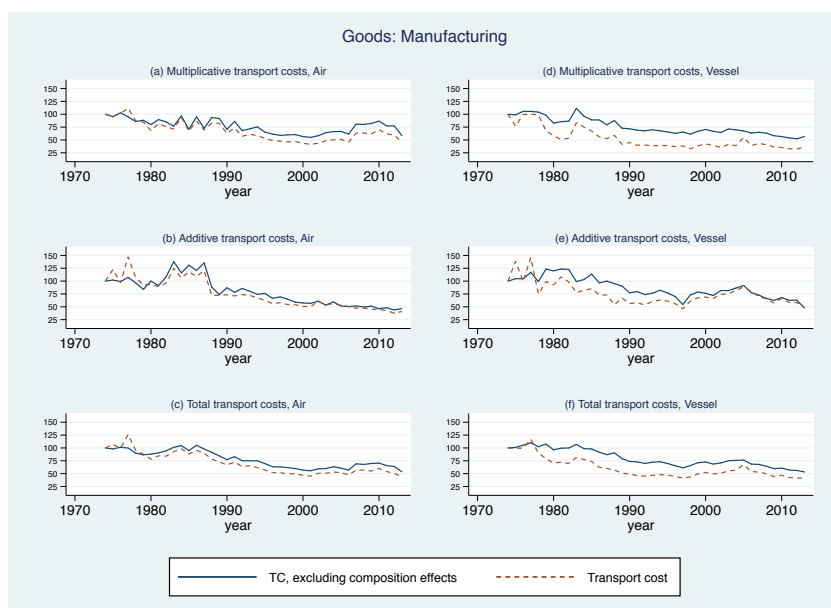 Goods: Manufacturing
(a) Multiplicative transport costs, Air
150
125
100
75
50
25
1970 1980 1990 2000 2010
year
(d) Multiplicative transport costs, Vessel
150
125
100
75
50
25
1970 1980 1990 2000 2010
year
(b) Additive transport costs, Air
150
125
100
75
50
25
1970 1980 1990 2000 2010
year
(e) Additive transport costs, Vessel
150
125
100
75
50
25
1970 1980 1990 2000 2010
year
(c) Total transport costs, Air
150
125
100
75
50
25
1970 1980 1990 2000 2010
year
(f) Total transport costs, Vessel
150
125
100
75
50
25
1970 1980 1990 2000 2010
year
TC, excluding composition effects Transport cost